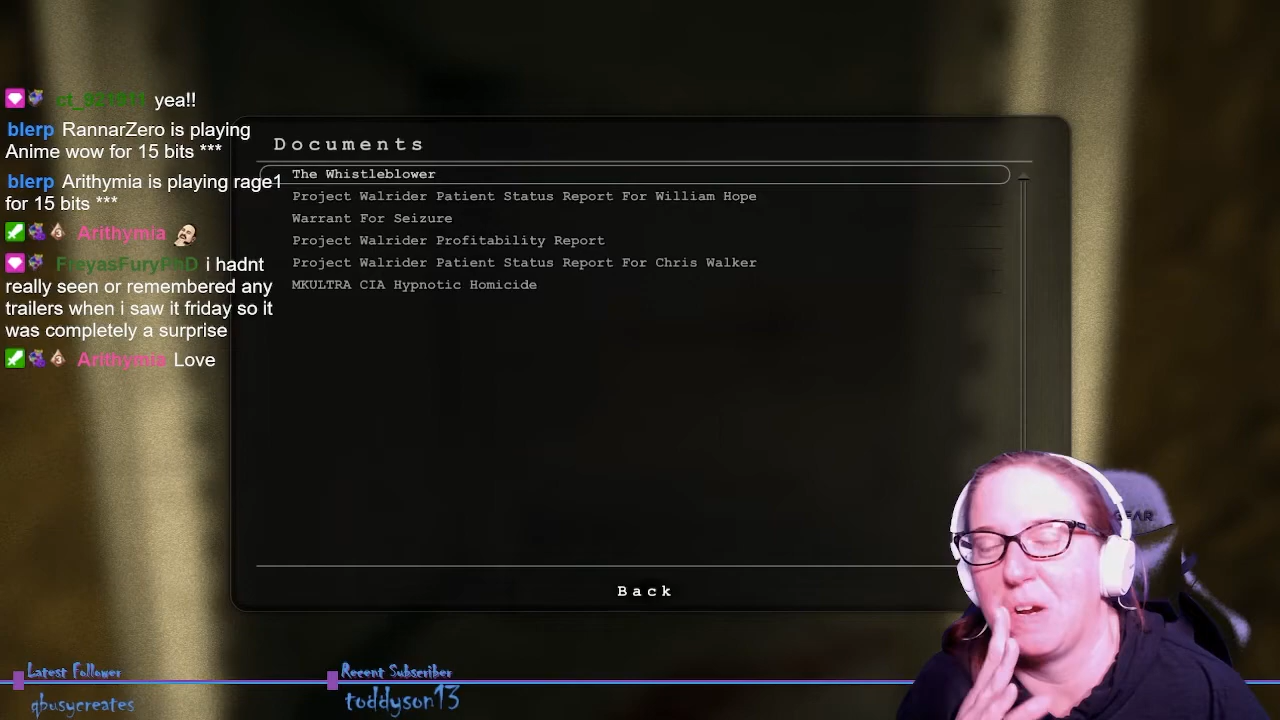 yea!!
blerp RannarZero is playing
Anime wow for 15 bits ***
blerp Arithymia is playing rage1
for 15 bits ***
Arithymia
FreyasFuryPhD i hadnt
really seen or remembered any
trailers when i saw it friday so it
was completely a surprise
Arithymia Love
Documents
The Whistleblower
Project Walrider Patient Status Report For William Hope
Warrant For Seizure
Project Walrider Profitability Report
Project Walrider Patient Status Report For Chris Walker
MKULTRA CIA Hypnotic Homicide
Back
Latest Follower
qbusycreates
Recent Subscriber
toddyson13